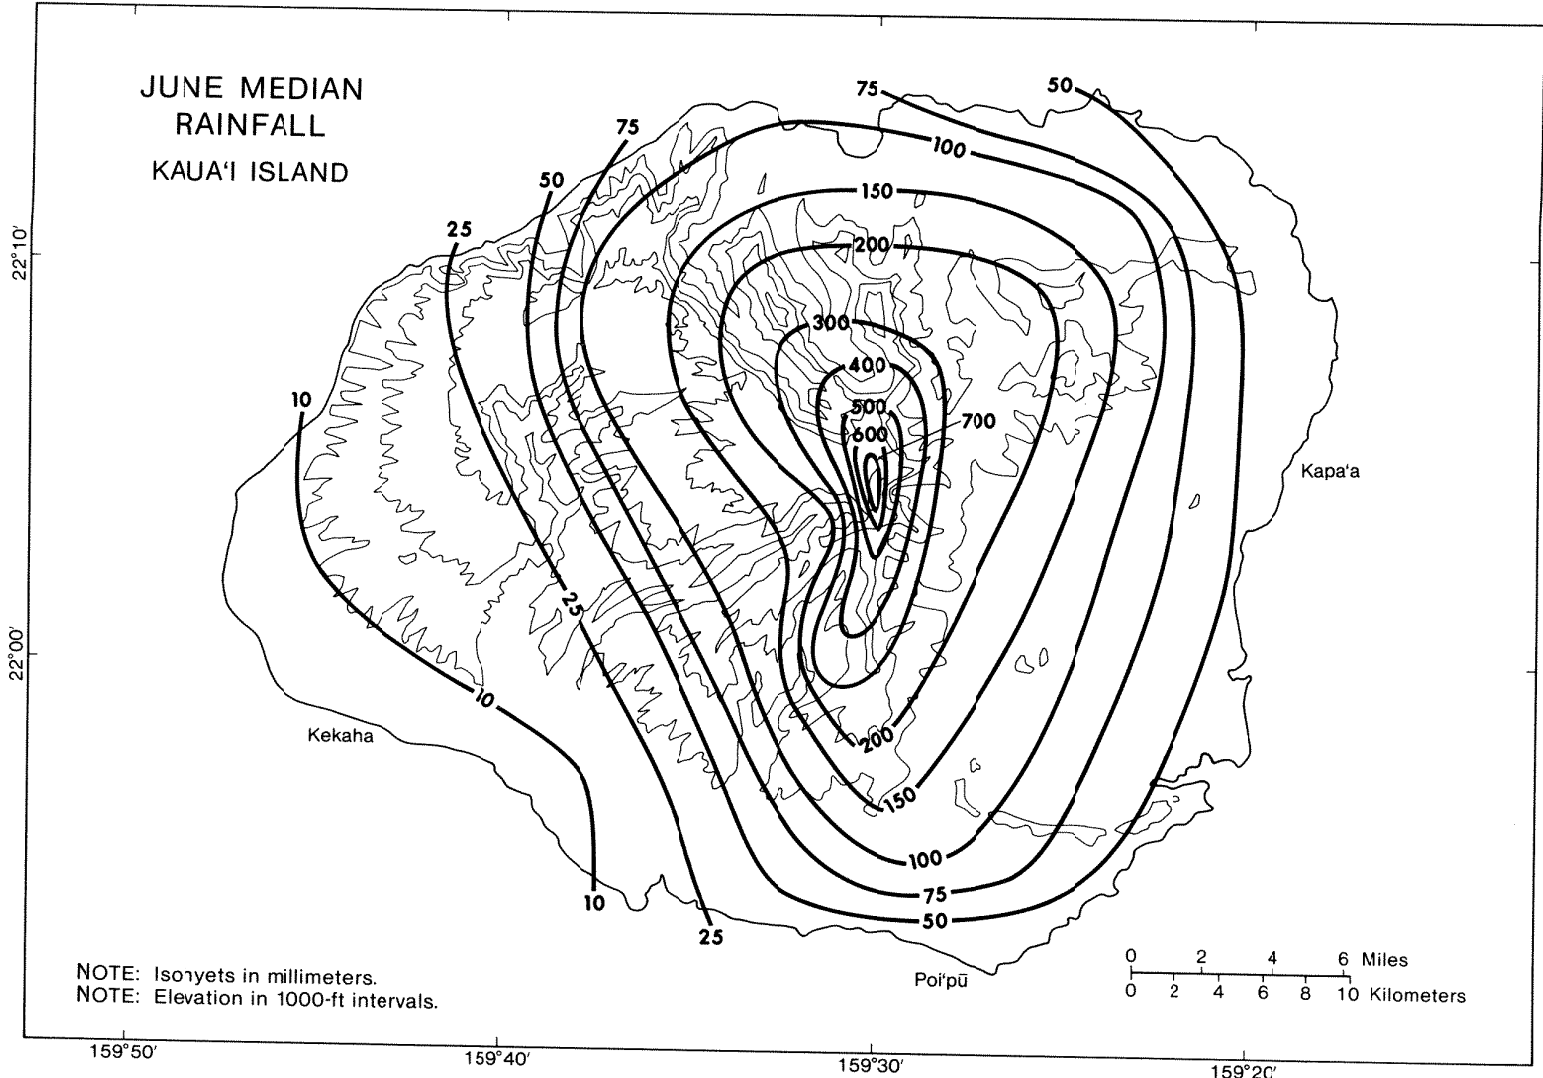 JUNE MEDIAN
RAINFALL
KAUA'I ISLAND
75
50
75
100
50
150
25
200
300
400
500
600
700
10
25
10
200
150
100
75
50
10
25
22°10'
22°00'
Kapa'a
Kekaha
Poi'pū
0 2 4 6 Miles
0 2 4 6 8 10 Kilometers
NOTE: Isohyets in millimeters.
NOTE: Elevation in 1000-ft intervals.
159°50'
159°40'
159°30'
159°20'